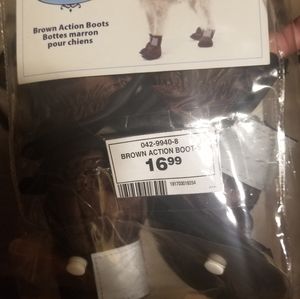 Brown Action Boots
Bottes marron
pour chiens
042-9940-8
BROWN ACTION BOOT-S
16.99